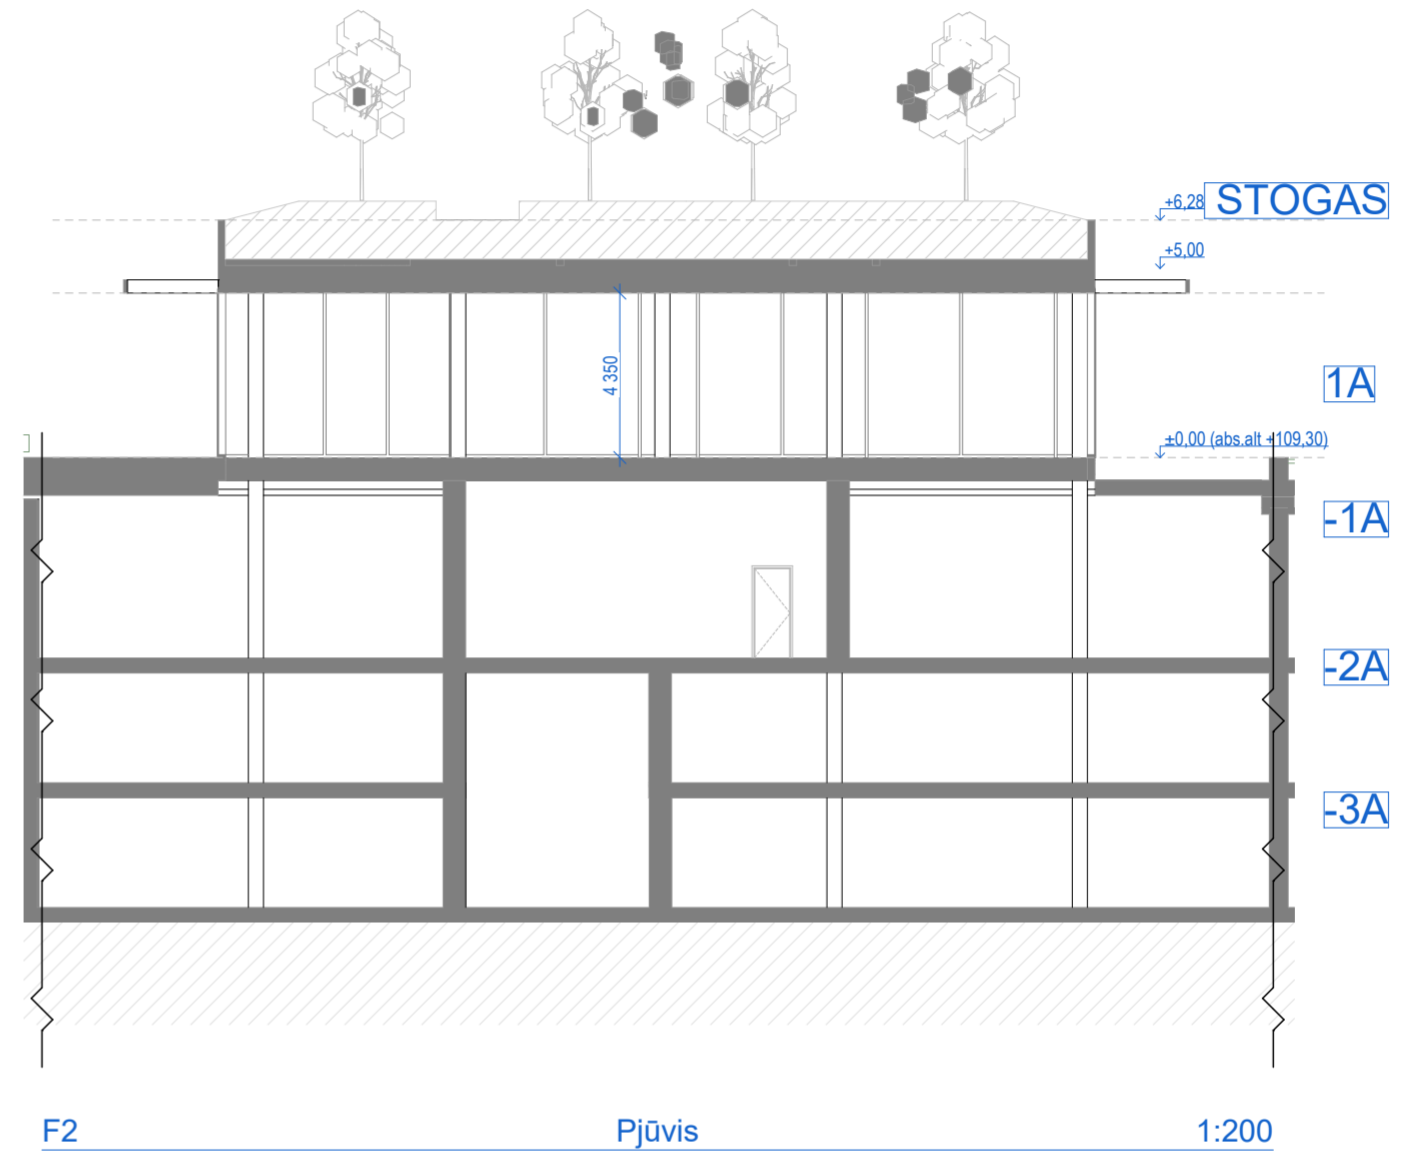 +6,28 STOGAS
+5,00
4 350
1A
±0,00 (abs.alt +109,30)
-1A
-2A
-3A
F2 Pjūvis 1:200